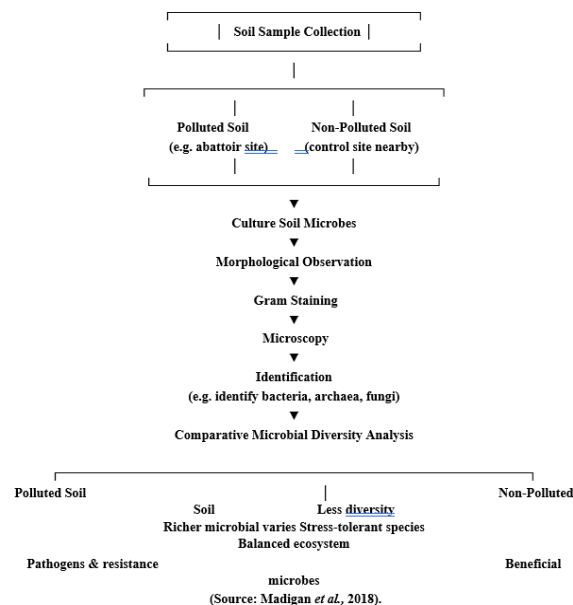 Soil Sample Collection
Polluted Soil Non-Polluted Soil
(e.g. abattoir site) (control site nearby)
Culture Soil Microbes
Morphological Observation
Gram Staining
Microscopy
Identification
(e.g. identify bacteria, archaea, fungi)
Comparative Microbial Diversity Analysis
Polluted Soil Non-Polluted
Soil Less diversity
Richer microbial varies Stress-tolerant species
Balanced ecosystem
Pathogens & resistance Beneficial
microbes
(Source: Madigan et al., 2018).